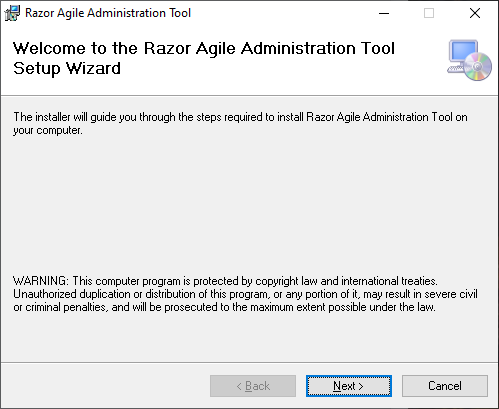 Razor Agile Administration Tool
Welcome to the Razor Agile Administration Tool
Setup Wizard
The installer will guide you through the steps required to install Razor Agile Administration Tool on
your computer.
WARNING: This computer program is protected by copyright law and international treaties.
Unauthorized duplication or distribution of this program, or any portion of it, may result in severe civil
or criminal penalties, and will be prosecuted to the maximum extent possible under the law.
< Back
Next >
Cancel